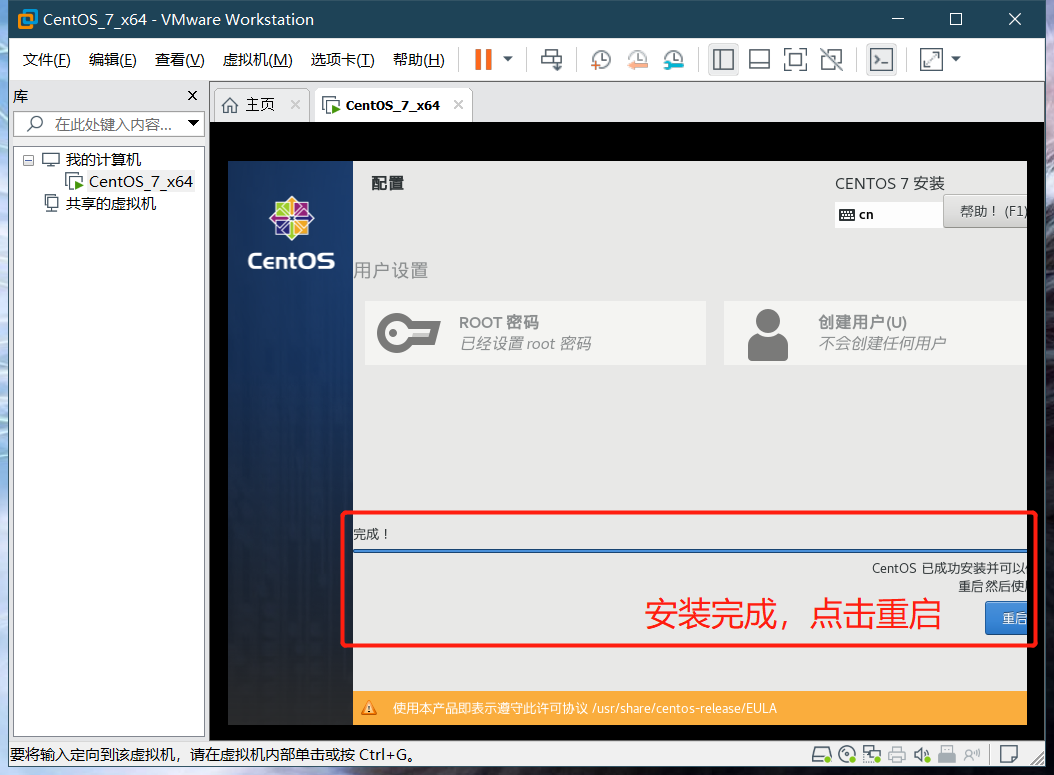 CentOS_7_x64 - VMware Workstation
文件(F) 编辑(E) 查看(V) 虚拟机(M) 选项卡(T) 帮助(H)
库
在此处键入内容...
我的计算机
CentOS_7_x64
共享的虚拟机
主页
CentOS_7_x64
CentOS
配置
CENTOS 7 安装
cn
帮助！ (F1)
用户设置
ROOT 密码
已经设置 root 密码
创建用户(U)
不会创建任何用户
完成！
CentOS 已成功安装并可以
重启然后使
安装完成，点击重启
重启
使用本产品即表示遵守此许可协议 /usr/share/centos-release/EULA
要将输入定向到该虚拟机，请在虚拟机内部单击或按 Ctrl+G。